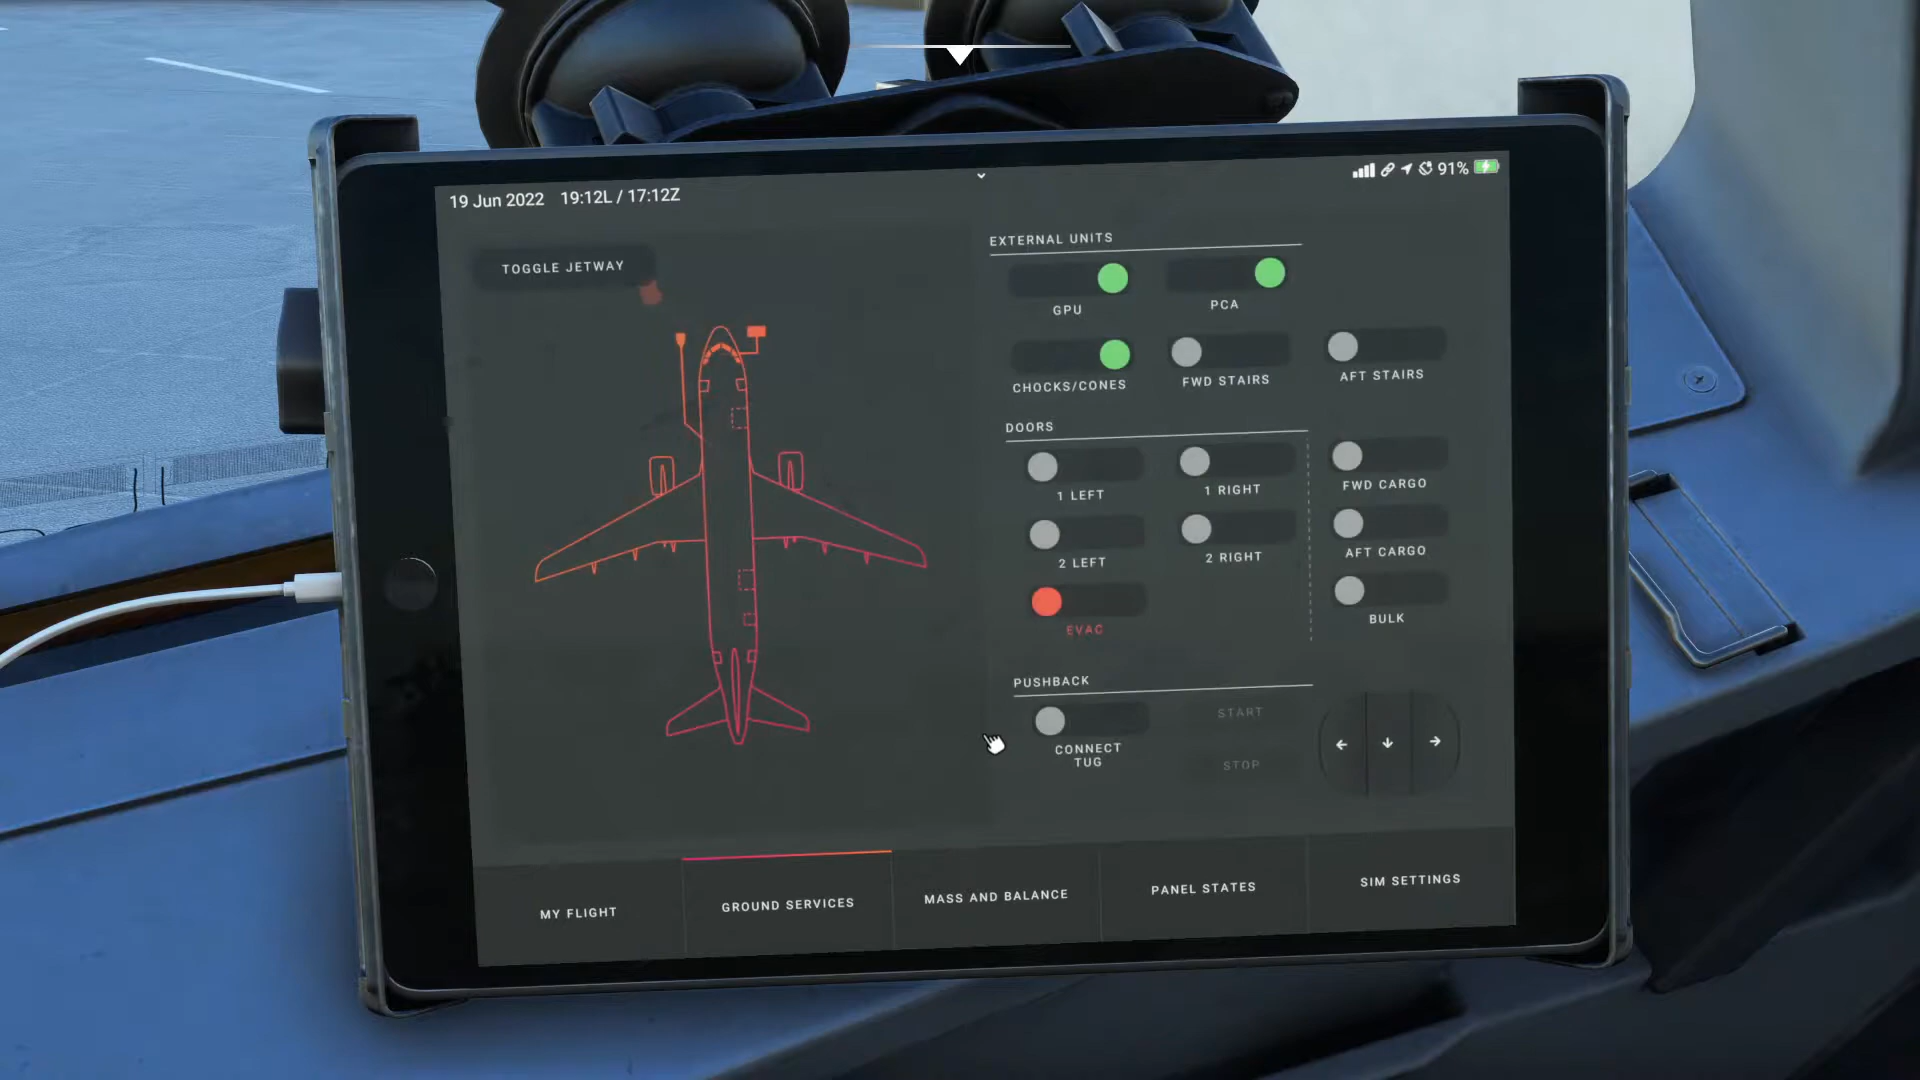 19 Jun 2022 19:12L / 17:12Z
91%
TOGGLE JETWAY
EXTERNAL UNITS
GPU
PCA
CHOCKS/CONES
FWD STAIRS
AFT STAIRS
DOORS
1 LEFT
1 RIGHT
FWD CARGO
2 LEFT
2 RIGHT
AFT CARGO
EVAC
BULK
PUSHBACK
CONNECT
TUG
START
STOP
MY FLIGHT
GROUND SERVICES
MASS AND BALANCE
PANEL STATES
SIM SETTINGS